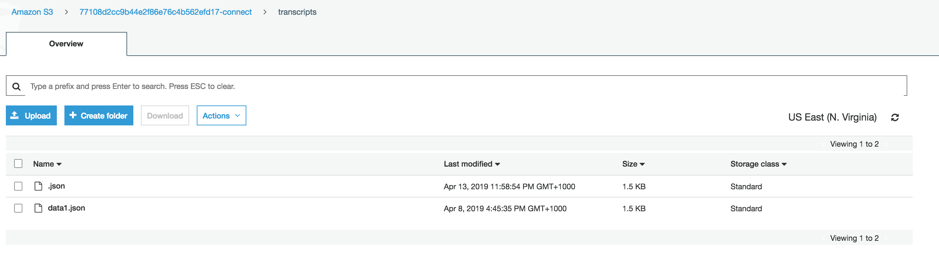 Amazon S3 > 77108d2cc9b44e2f86e76c4b562efd17-connect > transcripts
Overview
Type a prefix and press Enter to search. Press ESC to clear.
Upload + Create folder Download Actions US East (N. Virginia)
Viewing 1 to 2
Name Last modified Size Storage class
.json Apr 13, 2019 11:58:54 PM GMT+1000 1.5 KB Standard
data1.json Apr 8, 2019 4:45:35 PM GMT+1000 1.5 KB Standard
Viewing 1 to 2